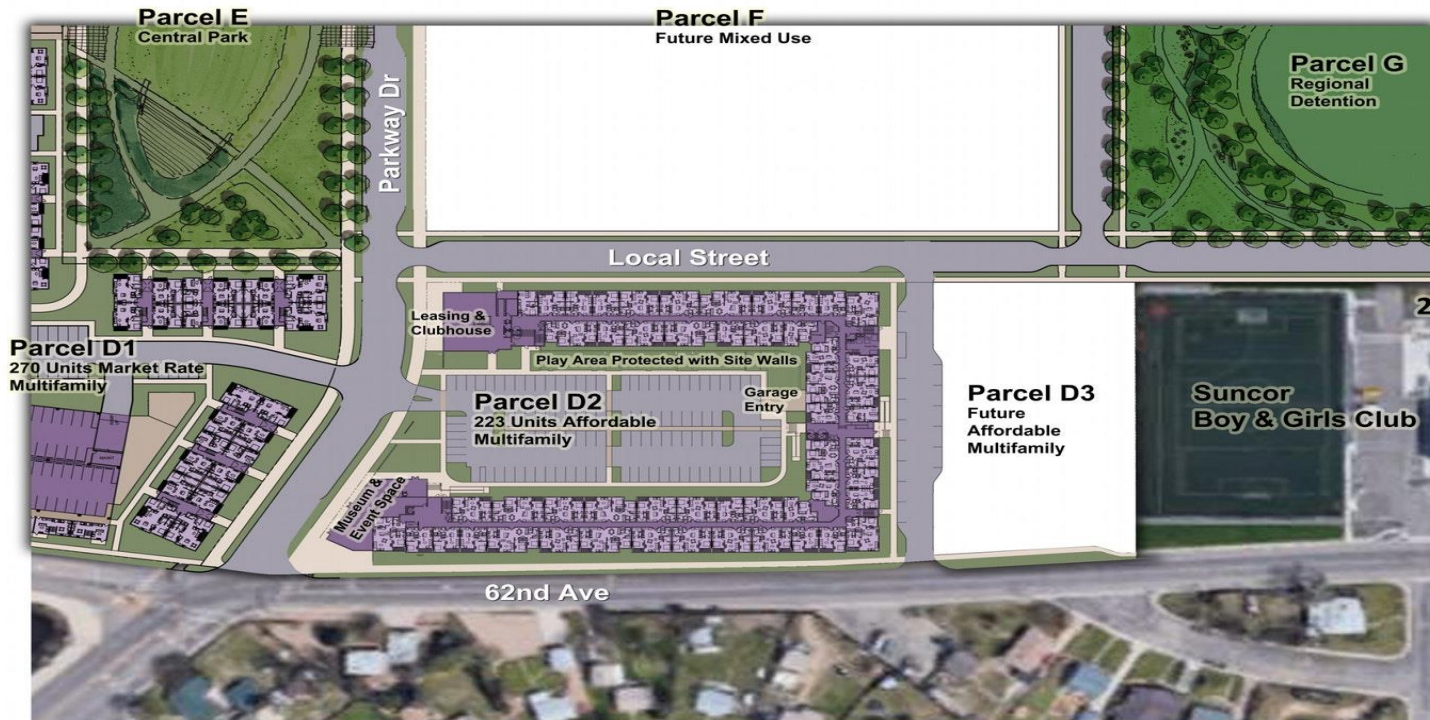 Parcel E
Central Park
Parcel F
Future Mixed Use
Parcel G
Regional
Detention
Parkway Dr
Local Street
2
Leasing &
Clubhouse
Parcel D1
270 Units Market Rate
Multifamily
Play Area Protected with Site Walls
Parcel D2
223 Units Affordable
Multifamily
Garage
Entry
Parcel D3
Future
Affordable
Multifamily
Suncor
Boy & Girls Club
Museum &
Event Space
62nd Ave